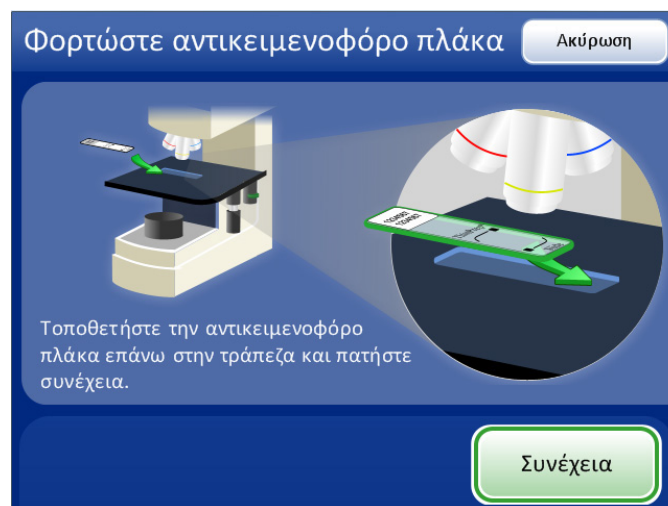 Φορτώστε αντικειμενοφόρο πλάκα
Ακύρωση
Τοποθετήστε την αντικειμενοφόρο
πλάκα επάνω στην τράπεζα και πατήστε
συνέχεια.
Συνέχεια